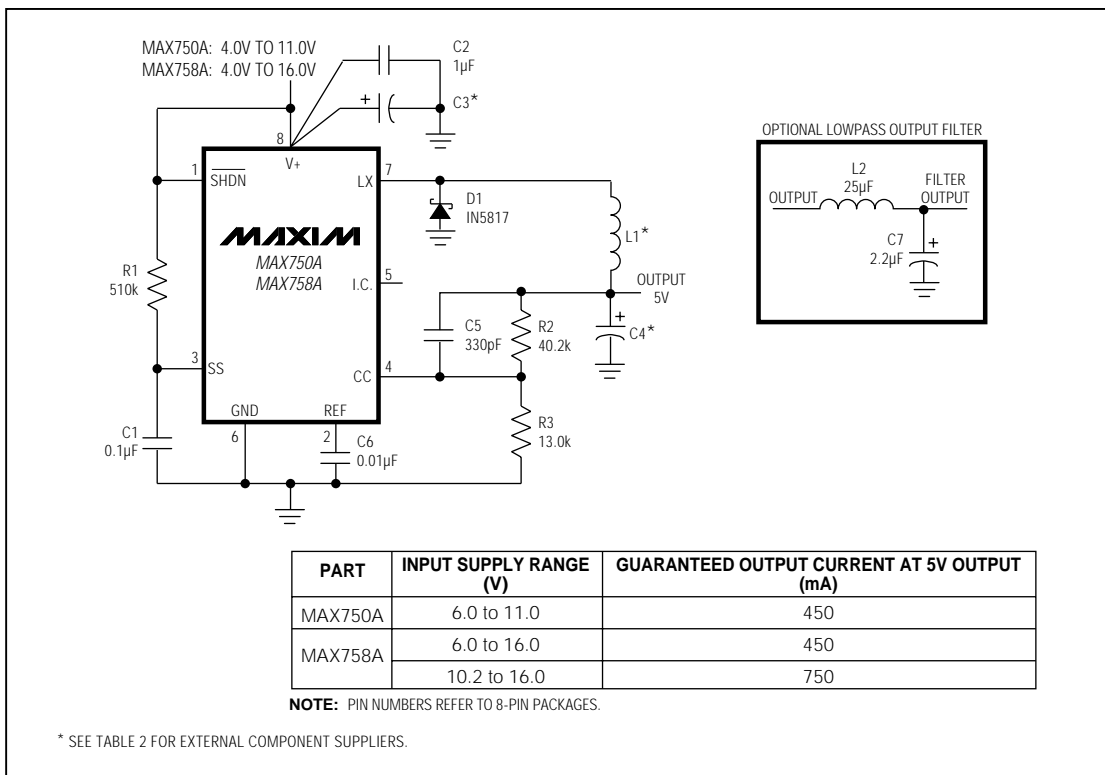 MAX750A: 4.0V TO 11.0V
MAX758A: 4.0V TO 16.0V
C2
1µF
+
C3*
8
V+
1
SHDN
7
LX
D1
IN5817
MAXIM
MAX750A
MAX758A
L1*
R1
510k
I.C.
5
OUTPUT
5V
C5
330pF
R2
40.2k
+
C4*
3
SS
CC
4
GND
REF
R3
13.0k
C1
0.1µF
6
2
C6
0.01µF
OPTIONAL LOWPASS OUTPUT FILTER
L2
25µF
OUTPUT
FILTER
OUTPUT
C7
2.2µF
+
PART
INPUT SUPPLY RANGE
(V)
GUARANTEED OUTPUT CURRENT AT 5V OUTPUT
(mA)
MAX750A
6.0 to 11.0
450
MAX758A
6.0 to 16.0
450
10.2 to 16.0
750
NOTE: PIN NUMBERS REFER TO 8-PIN PACKAGES.
* SEE TABLE 2 FOR EXTERNAL COMPONENT SUPPLIERS.